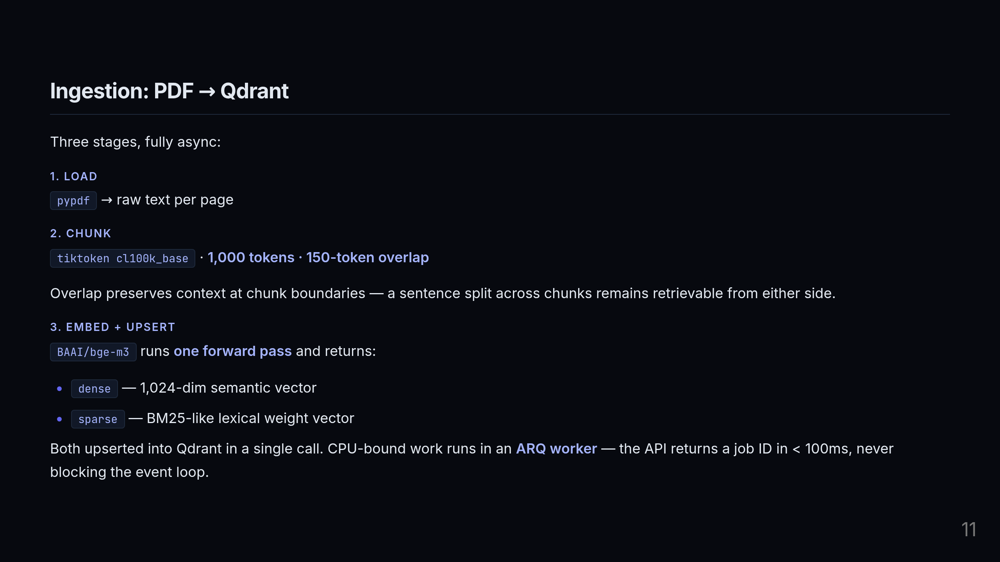 Ingestion: PDF → Qdrant
Three stages, fully async:
1. LOAD
pypdf → raw text per page
2. CHUNK
tiktoken cl100k_base · 1,000 tokens · 150-token overlap
Overlap preserves context at chunk boundaries — a sentence split across chunks remains retrievable from either side.
3. EMBED + UPSERT
BAAI/bge-m3 runs one forward pass and returns:
• dense — 1,024-dim semantic vector
• sparse — BM25-like lexical weight vector
Both upserted into Qdrant in a single call. CPU-bound work runs in an ARQ worker — the API returns a job ID in < 100ms, never
blocking the event loop.
11